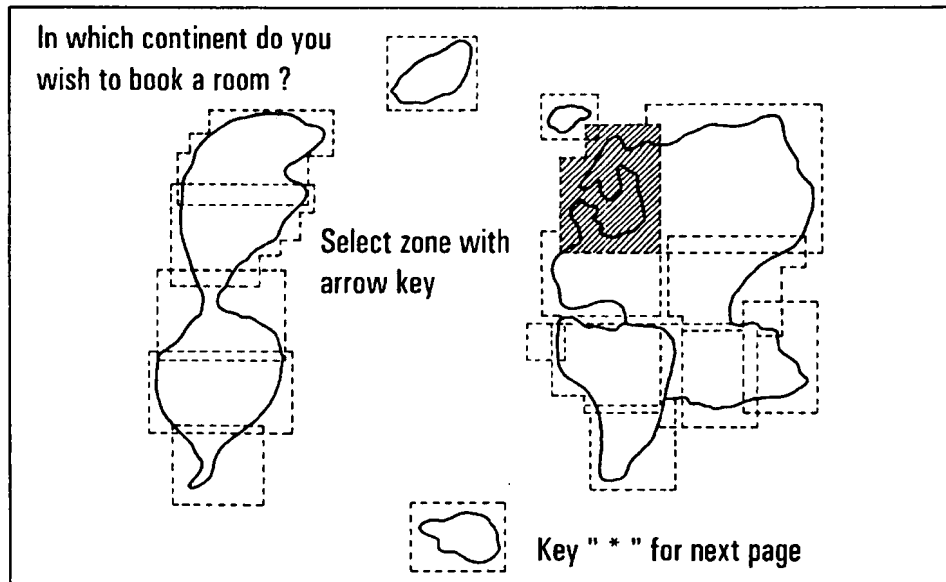 In which continent do you
wish to book a room ?
Select zone with
arrow key
Key " * " for next page